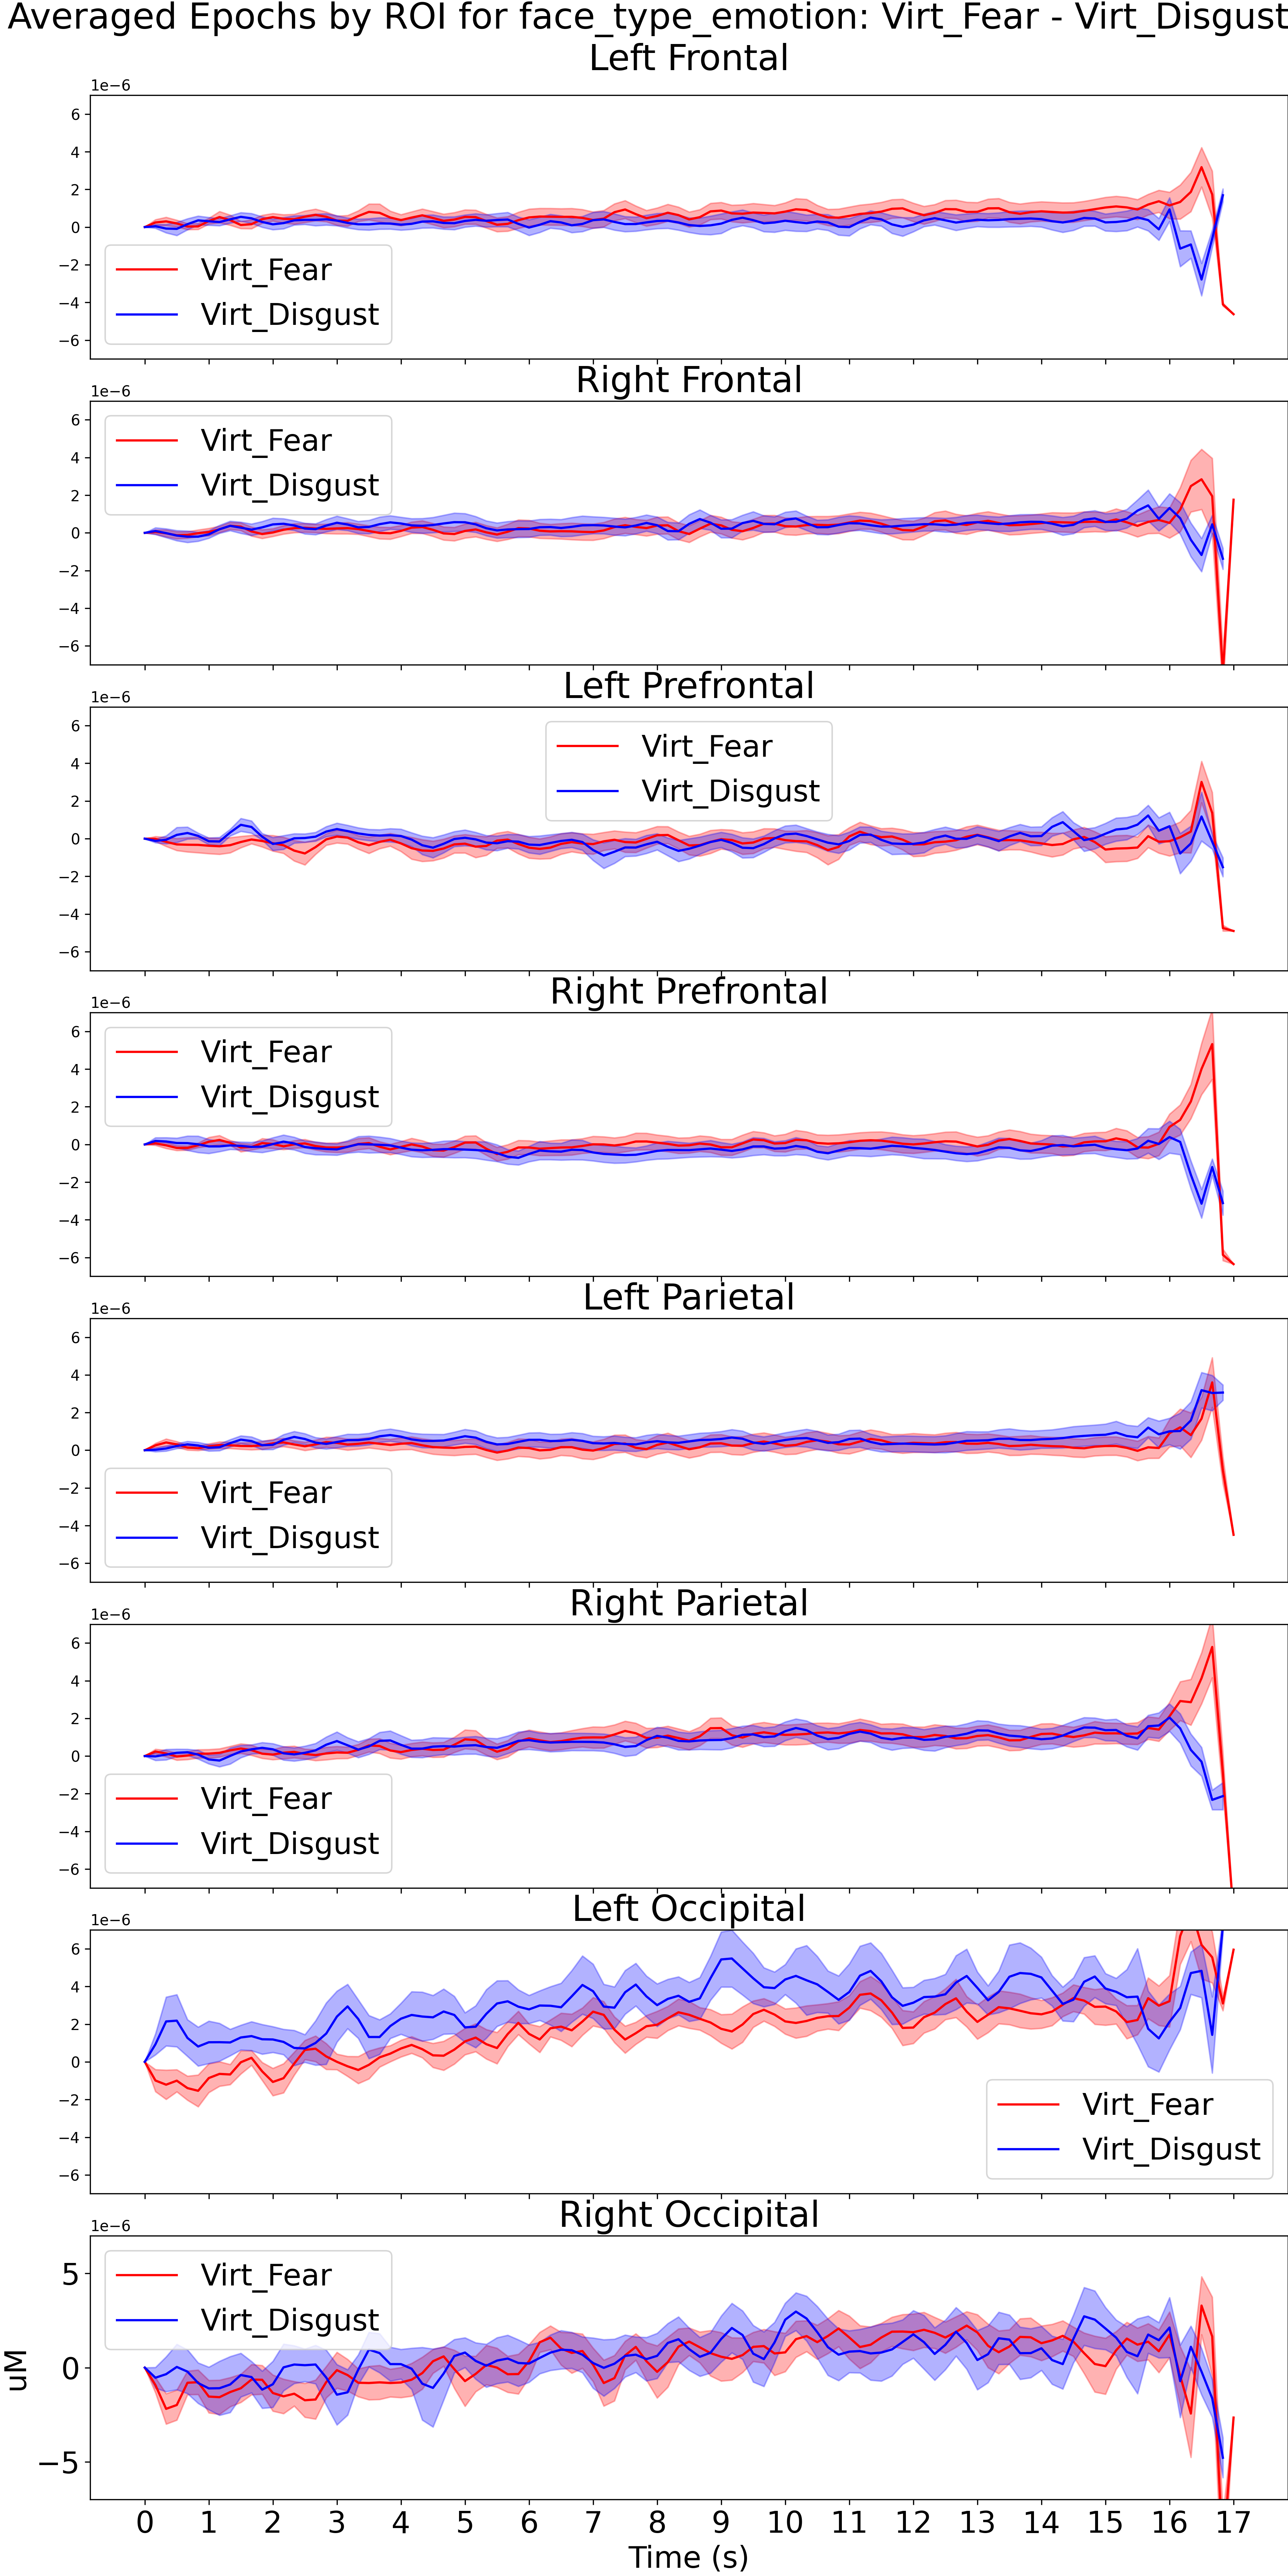 Averaged Epochs by ROI for face_type_emotion: Virt_Fear - Virt_Disgust
Left Frontal
1e−6
6
4
2
0
−2
−4
−6
Virt_Fear
Virt_Disgust
Right Frontal
1e−6
6
4
2
0
−2
−4
−6
Virt_Fear
Virt_Disgust
Left Prefrontal
1e−6
6
4
2
0
−2
−4
−6
Virt_Fear
Virt_Disgust
Right Prefrontal
1e−6
6
4
2
0
−2
−4
−6
Virt_Fear
Virt_Disgust
Left Parietal
1e−6
6
4
2
0
−2
−4
−6
Virt_Fear
Virt_Disgust
Right Parietal
1e−6
6
4
2
0
−2
−4
−6
Virt_Fear
Virt_Disgust
Left Occipital
1e−6
6
4
2
0
−2
−4
−6
Virt_Fear
Virt_Disgust
Right Occipital
1e−6
5
0
−5
uM
Virt_Fear
Virt_Disgust
0 1 2 3 4 5 6 7 8 9 10 11 12 13 14 15 16 17
Time (s)